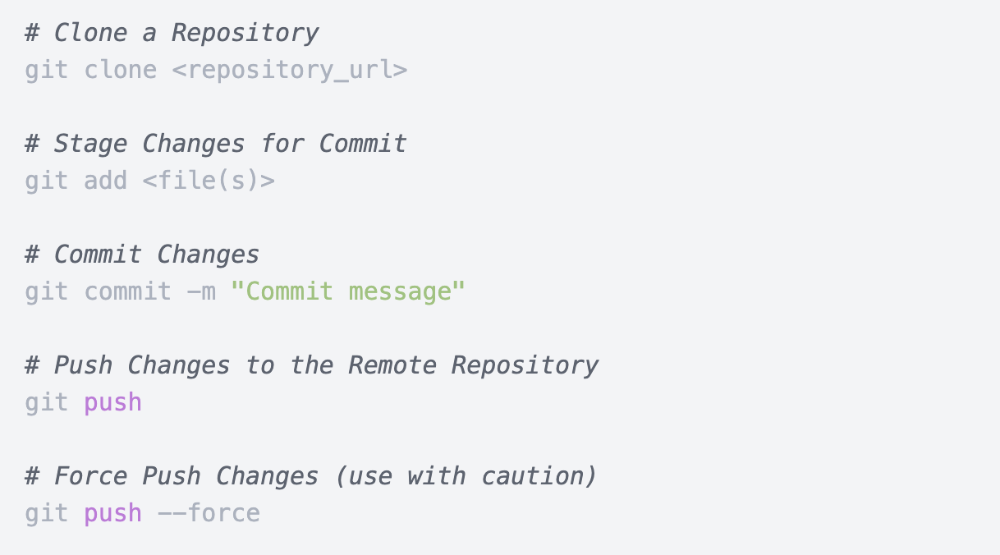 # Clone a Repository
git clone <repository_url>
# Stage Changes for Commit
git add <file(s)>
# Commit Changes
git commit -m "Commit message"
# Push Changes to the Remote Repository
git push
# Force Push Changes (use with caution)
git push --force